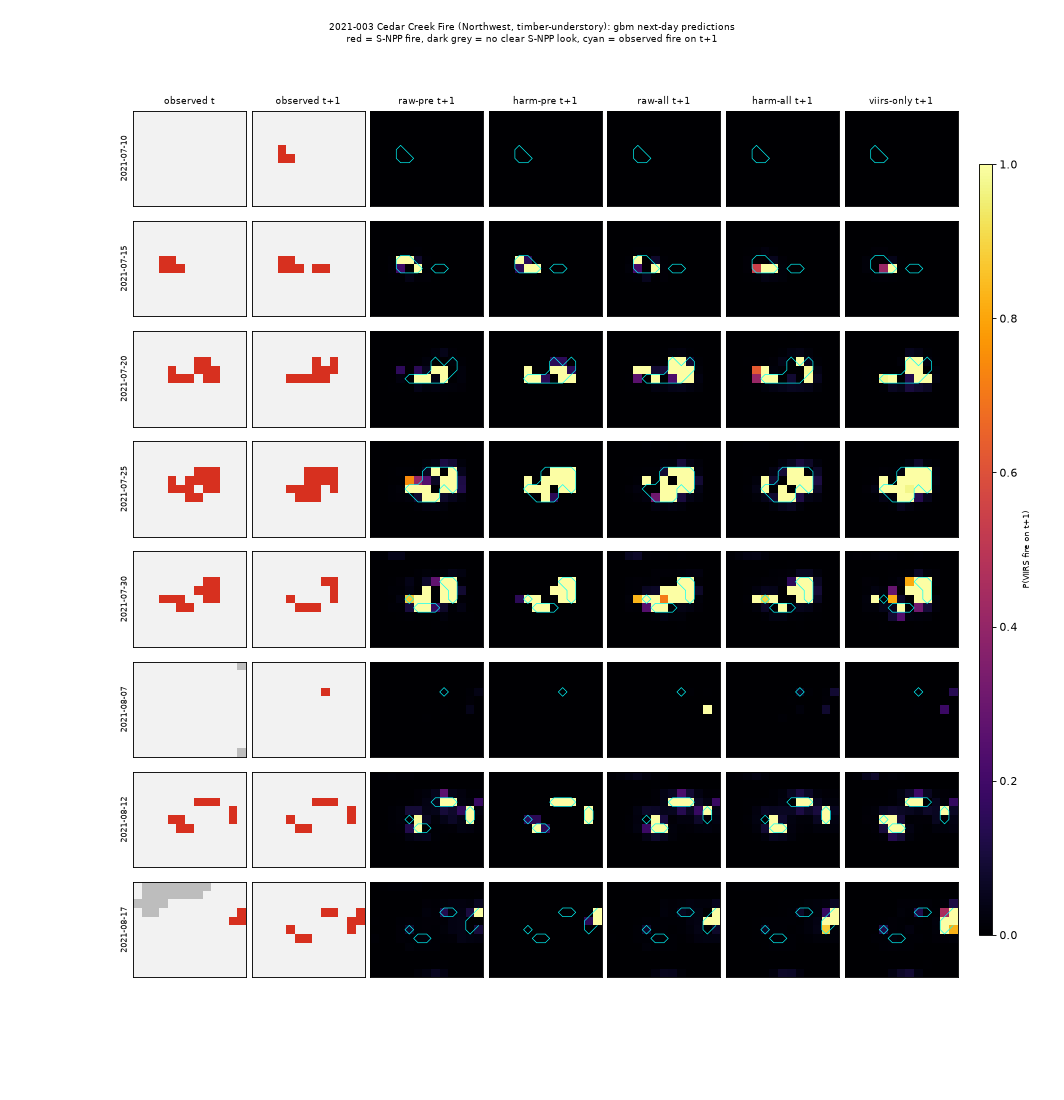 2021-003 Cedar Creek Fire (Northwest, timber-understory): gbm next-day predictions
red = S-NPP fire, dark grey = no clear S-NPP look, cyan = observed fire on t+1
observed t
observed t+1
raw-pre t+1
harm-pre t+1
raw-all t+1
harm-all t+1
viirs-only t+1
2021-07-10
2021-07-15
2021-07-20
2021-07-25
2021-07-30
2021-08-07
2021-08-12
2021-08-17
1.0
0.8
0.6
0.4
0.2
0.0
P(VIIRS fire on t+1)